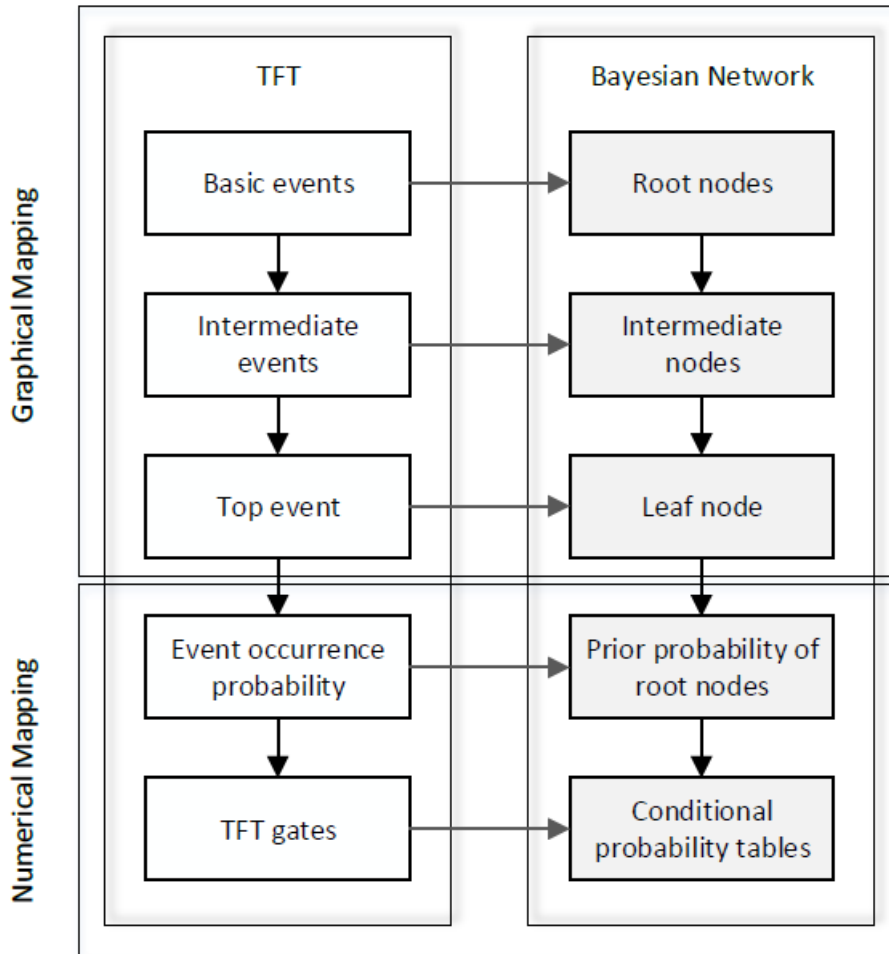 Graphical Mapping
TFT
Bayesian Network
Basic events
Root nodes
Intermediate
events
Intermediate
nodes
Top event
Leaf node
Numerical Mapping
Event occurrence
probability
Prior probability of
root nodes
TFT gates
Conditional
probability tables